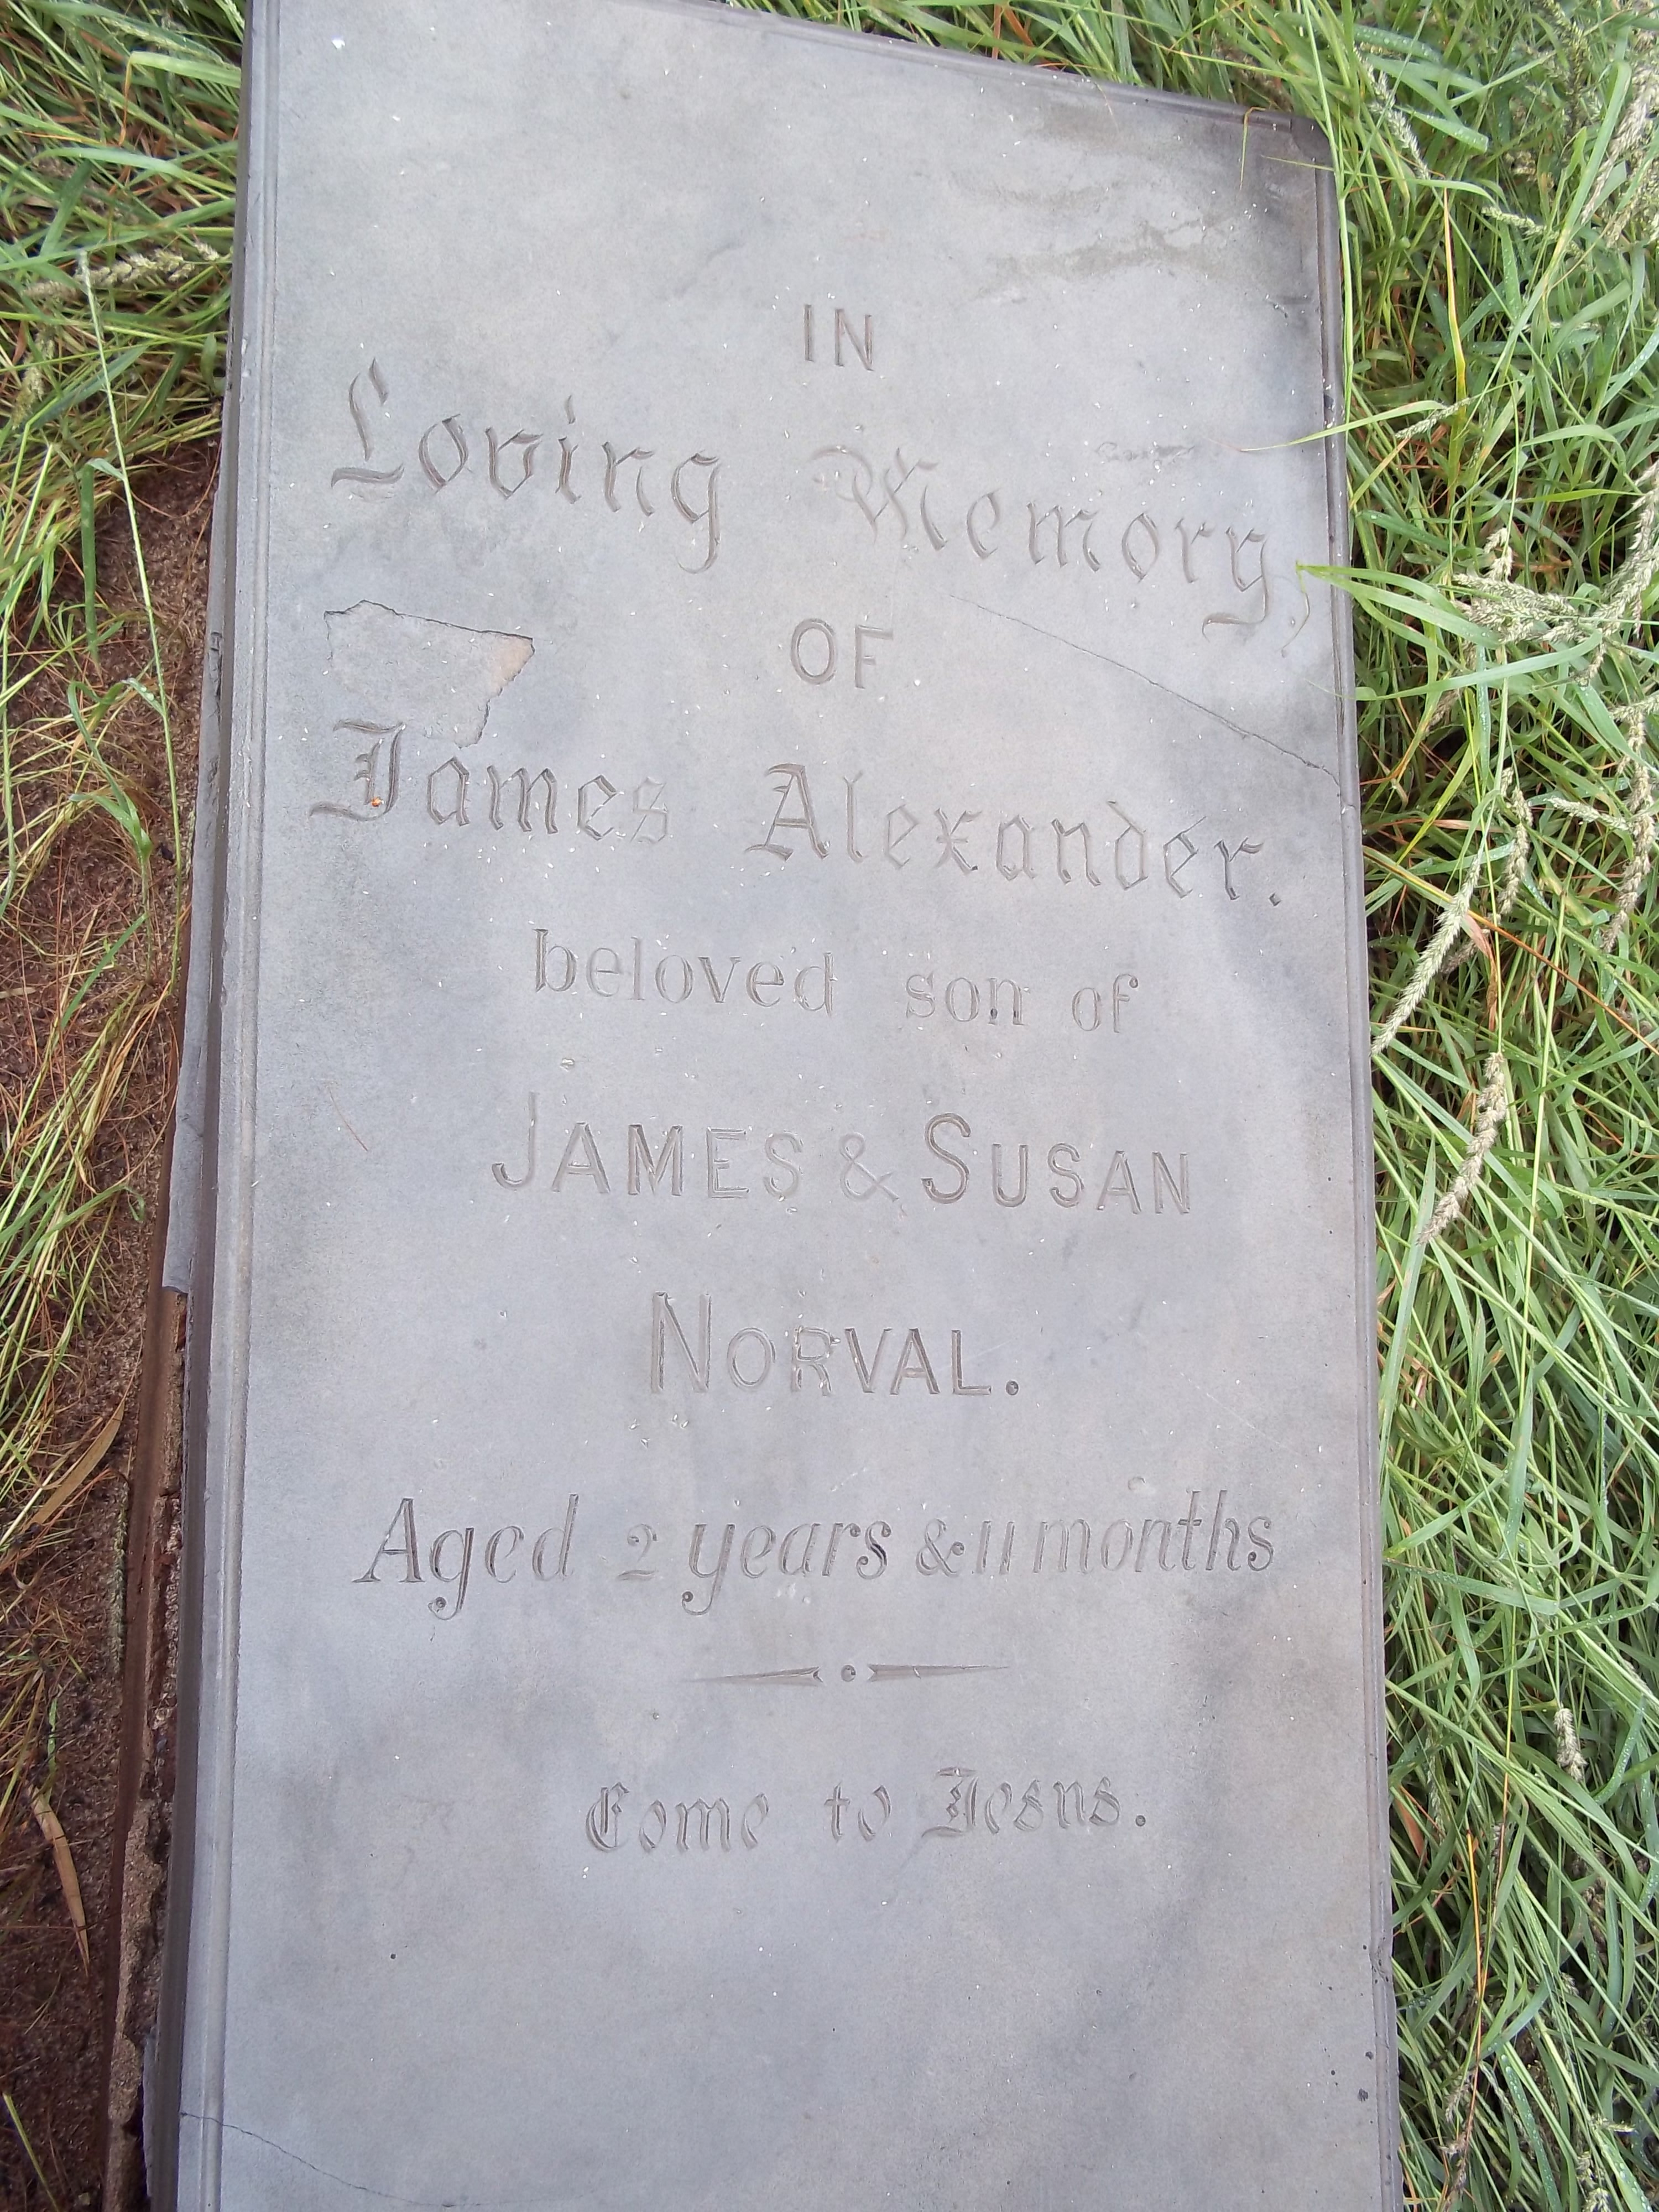 IN
Loving Memory,
OF
James Alexander.
beloved son of
JAMES & SUSAN
NORVAL.
Aged 2 years & 11 months
Come to Jesus.